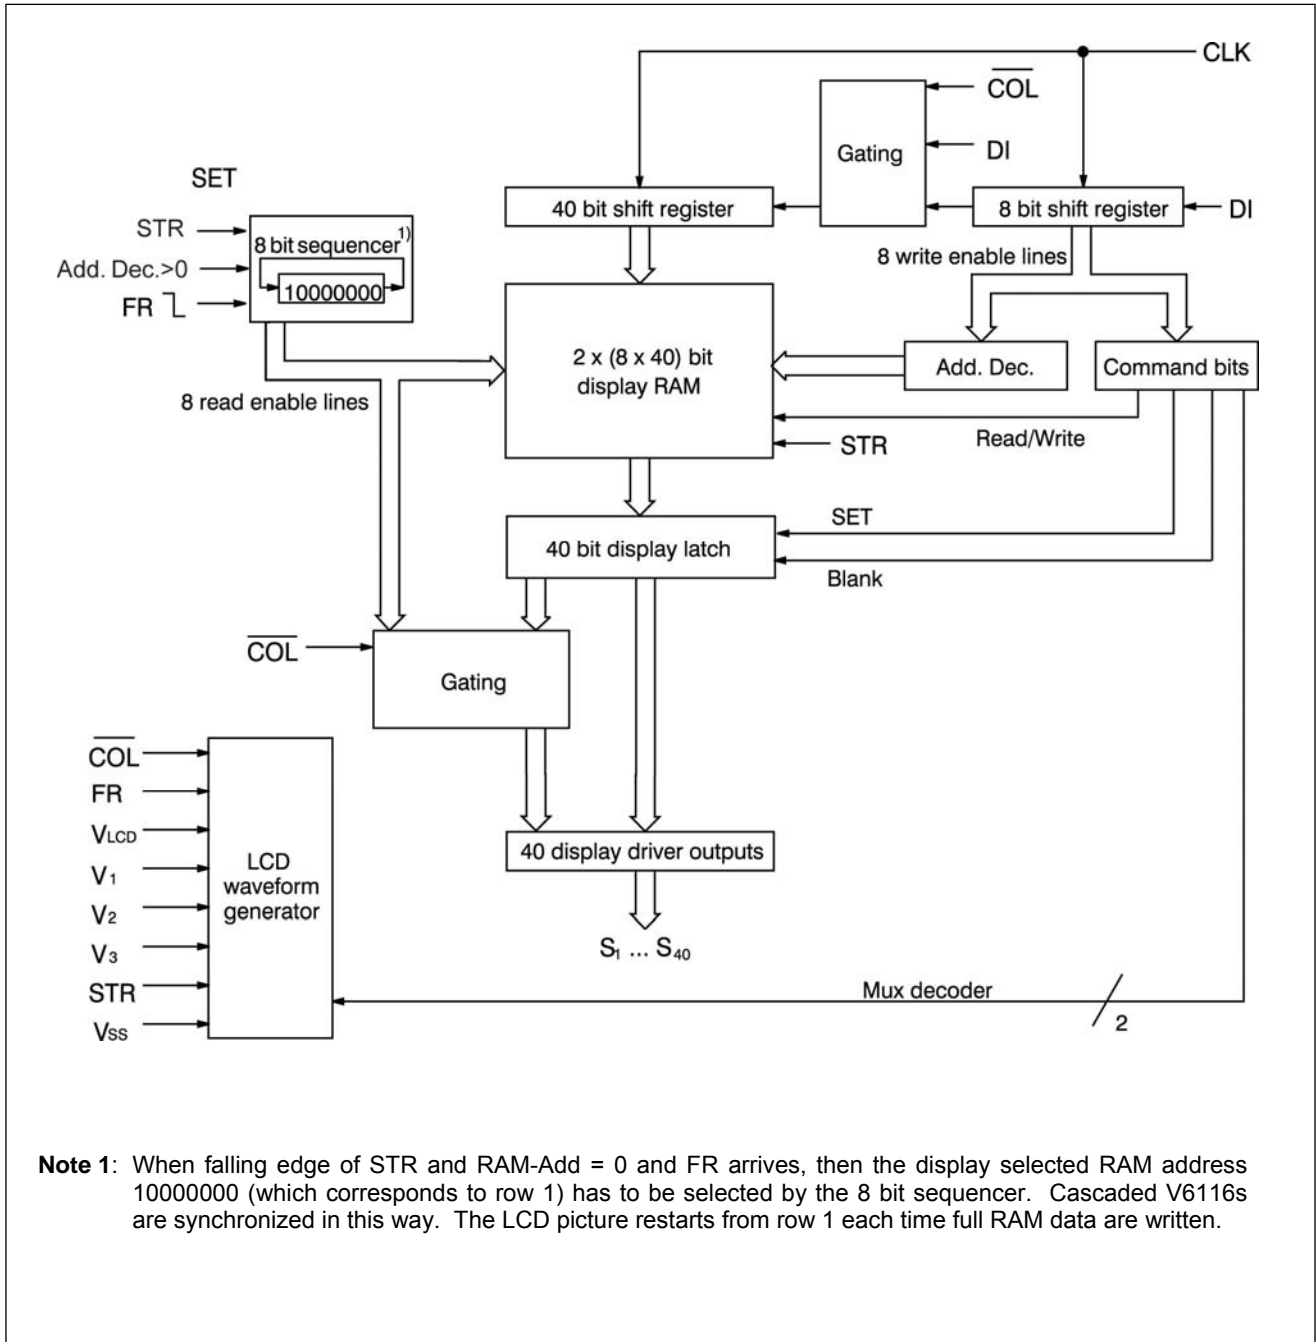 CLK
COL
Gating
DI
SET
40 bit shift register
8 bit shift register
DI
STR
8 bit sequencer 1)
8 write enable lines
Add. Dec.>0
10000000
FR
2 x (8 x 40) bit
display RAM
Add. Dec.
Command bits
8 read enable lines
Read/Write
STR
SET
40 bit display latch
Blank
COL
Gating
COL
FR
VLCD
40 display driver outputs
V1
LCD
waveform
generator
V2
V3
S1 ... S40
STR
Mux decoder
VSS
2
Note 1: When falling edge of STR and RAM-Add = 0 and FR arrives, then the display selected RAM address
10000000 (which corresponds to row 1) has to be selected by the 8 bit sequencer. Cascaded V6116s
are synchronized in this way. The LCD picture restarts from row 1 each time full RAM data are written.